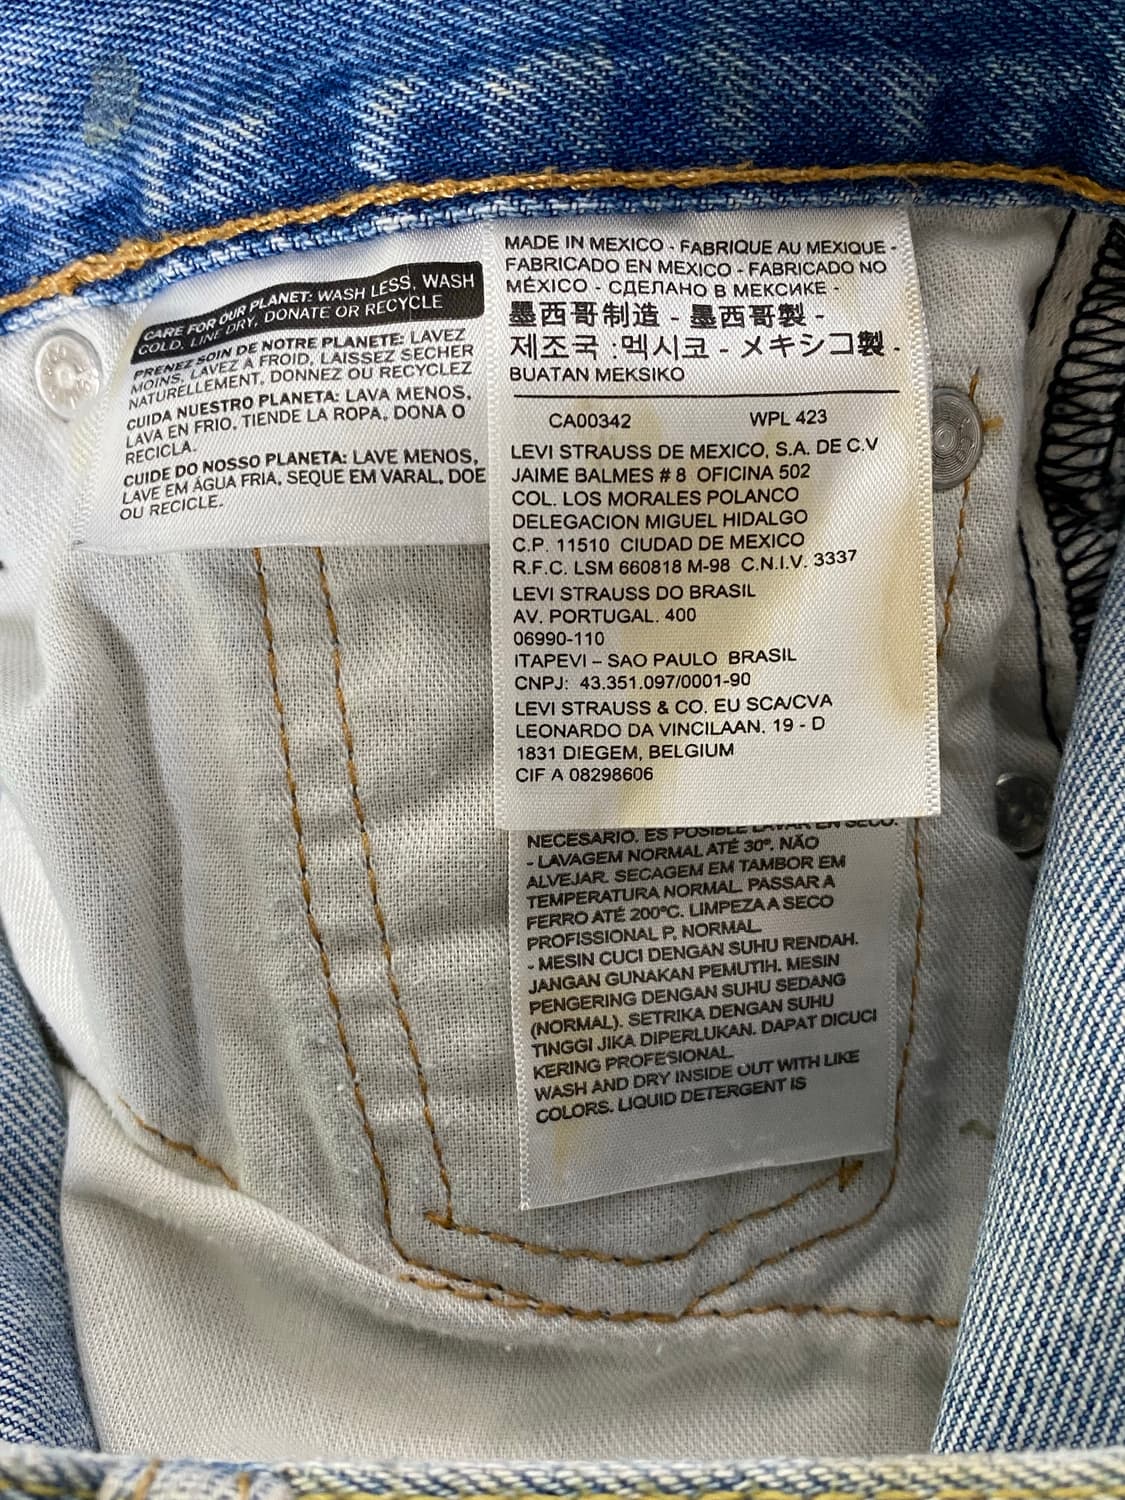 CARE FOR OUR PLANET: WASH LESS, WASH
COLD, LINE DRY, DONATE OR RECYCLE
PRENEZ SOIN DE NOTRE PLANETE: LAVEZ
MOINS, LAVEZ À FROID, LAISSEZ SECHER
NATURELLEMENT, DONNEZ OU RECYCLEZ
CUIDA NUESTRO PLANETA: LAVA MENOS,
LAVA EN FRIO, TIENDE LA ROPA, DONA O
RECICLA.
CUIDE DO NOSSO PLANETA: LAVE MENOS,
LAVE EM ÁGUA FRIA, SEQUE EM VARAL, DOE
OU RECICLE.
MADE IN MEXICO - FABRIQUE AU MEXIQUE -
FABRICADO EN MEXICO - FABRICADO NO
MÉXICO - СДЕЛАНО В МЕКСИКЕ -
墨西哥制造 - 墨西哥製 -
제조국 :멕시코 - メキシコ製 -
BUATAN MEKSIKO
CA00342 WPL 423
LEVI STRAUSS DE MEXICO, S.A. DE C.V
JAIME BALMES # 8 OFICINA 502
COL. LOS MORALES POLANCO
DELEGACION MIGUEL HIDALGO
C.P. 11510 CIUDAD DE MEXICO
R.F.C. LSM 660818 M-98 C.N.I.V. 3337
LEVI STRAUSS DO BRASIL
AV. PORTUGAL. 400
06990-110
ITAPEVI – SAO PAULO BRASIL
CNPJ: 43.351.097/0001-90
LEVI STRAUSS & CO. EU SCA/CVA
LEONARDO DA VINCILAAN. 19 - D
1831 DIEGEM, BELGIUM
CIF A 08298606
NECESARIO. ES POSIBLE LAVAR EN SECO.
- LAVAGEM NORMAL ATÉ 30°. NÃO
ALVEJAR. SECAGEM EM TAMBOR EM
TEMPERATURA NORMAL. PASSAR A
FERRO ATÉ 200°C. LIMPEZA A SECO
PROFISSIONAL P, NORMAL.
- MESIN CUCI DENGAN SUHU RENDAH.
JANGAN GUNAKAN PEMUTIH. MESIN
PENGERING DENGAN SUHU SEDANG
(NORMAL). SETRIKA DENGAN SUHU
TINGGI JIKA DIPERLUKAN. DAPAT DICUCI
KERING PROFESIONAL.
WASH AND DRY INSIDE OUT WITH LIKE
COLORS. LIQUID DETERGENT IS